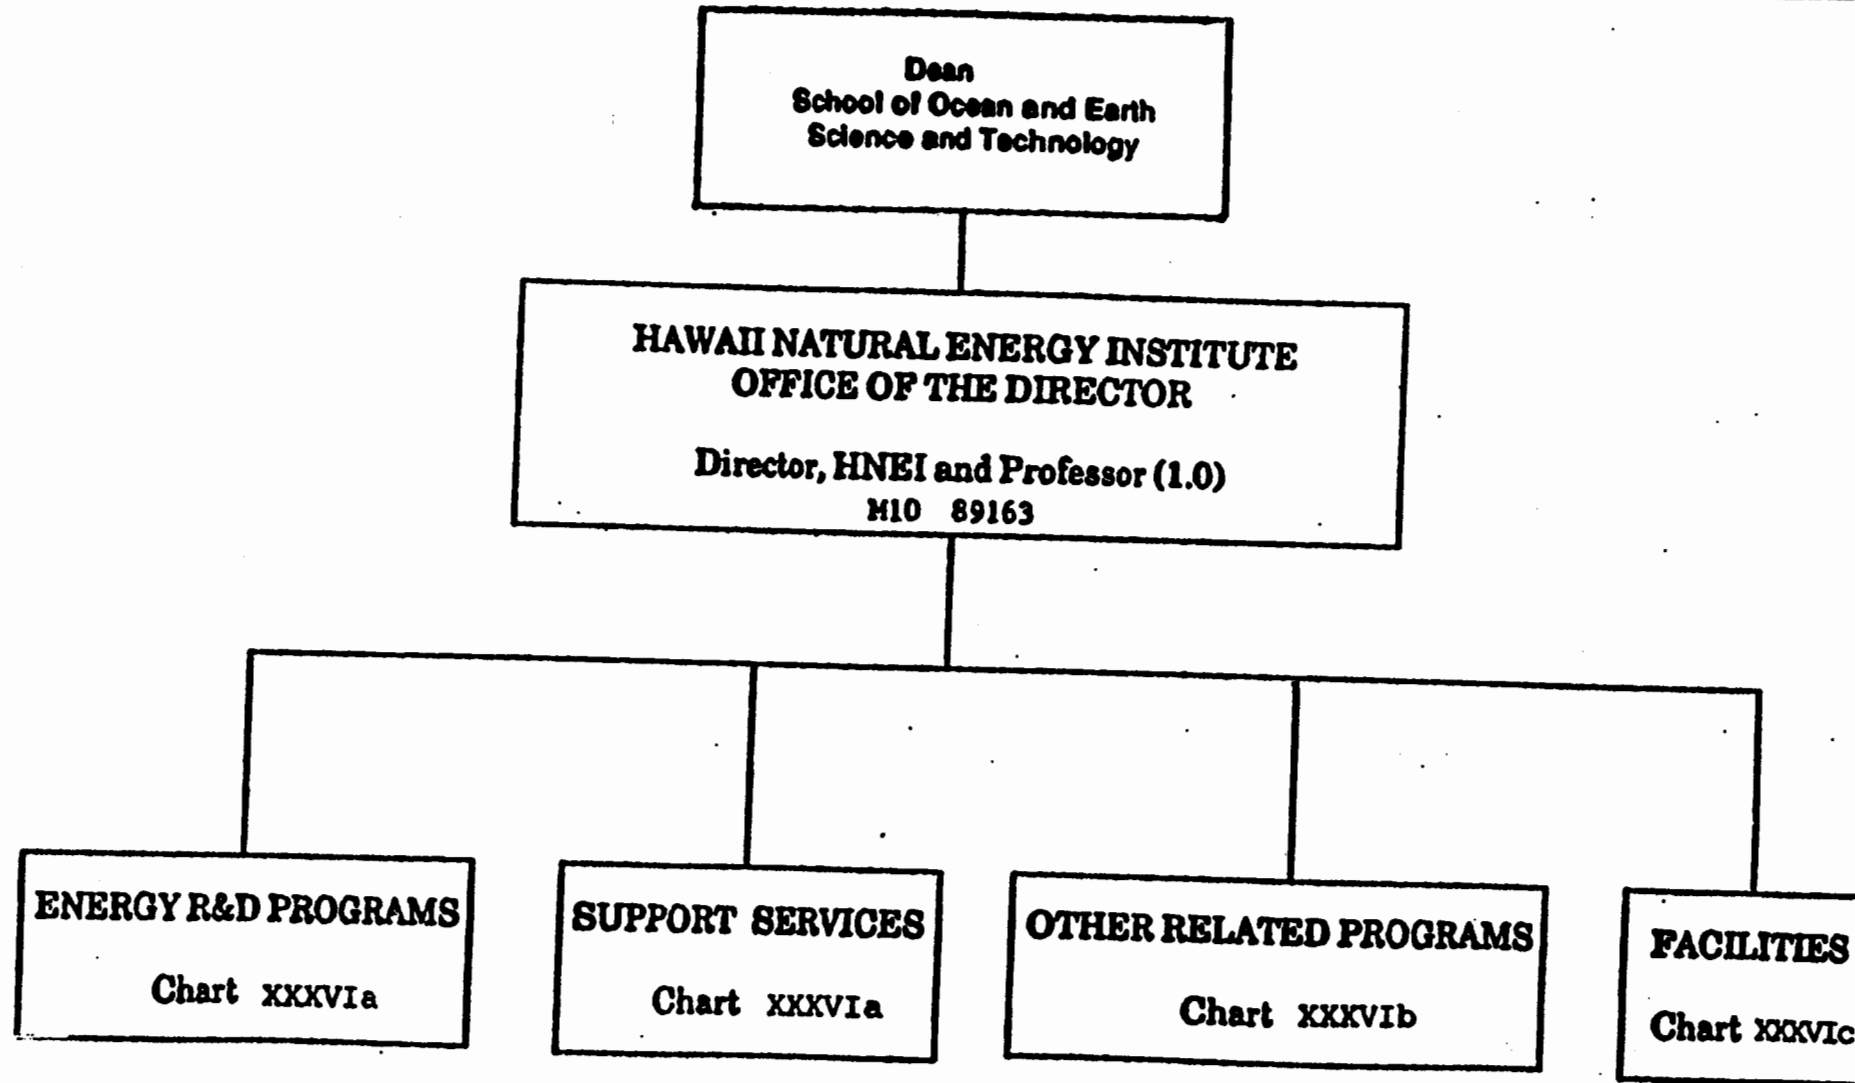 Dean
School of Ocean and Earth
Science and Technology
HAWAII NATURAL ENERGY INSTITUTE
OFFICE OF THE DIRECTOR
Director, HNEI and Professor (1.0)
M10 89163
ENERGY R&D PROGRAMS
Chart XXXVIa
SUPPORT SERVICES
Chart XXXVIa
OTHER RELATED PROGRAMS
Chart XXXVIb
FACILITIES
Chart XXXVIc